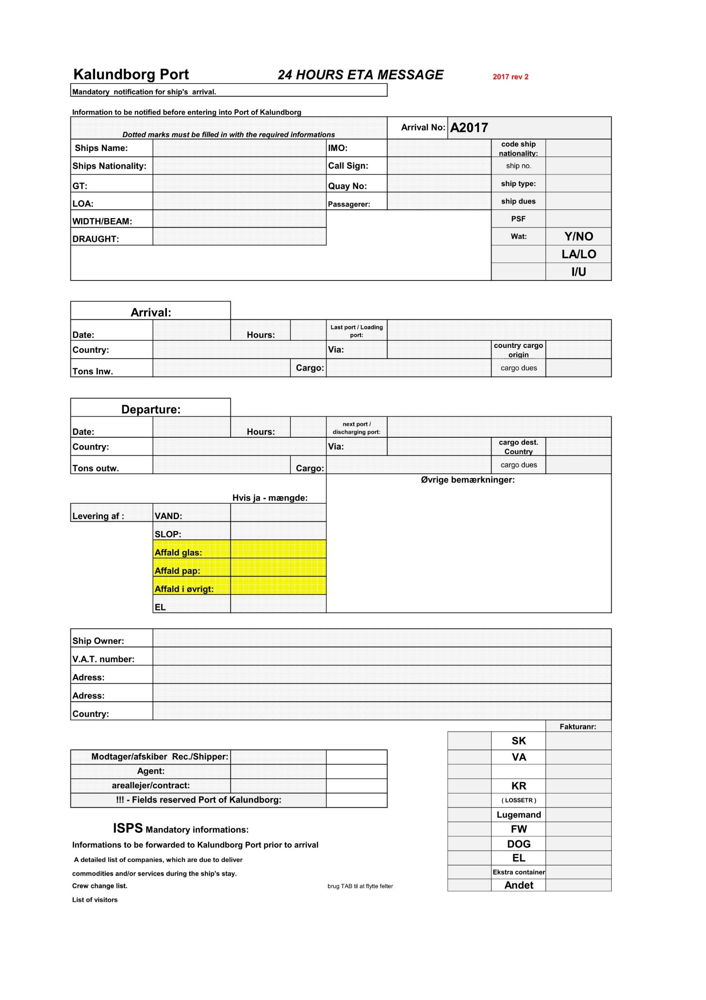 Kalundborg Port 24 HOURS ETA MESSAGE 2017 rev 2
Mandatory notification for ship's arrival.
Information to be notified before entering into Port of Kalundborg
Dotted marks must be filled in with the required informations
Arrival No: A2017
Ships Name: IMO: code ship nationality:
Ships Nationality: Call Sign: ship no.
GT: Quay No: ship type:
LOA: Passagerer: ship dues
WIDTH/BEAM: PSF
DRAUGHT: Wat: Y/NO
LA/LO
I/U
Arrival:
Date: Hours: Last port / Loading port:
Country: Via: country cargo origin
Tons Inw. Cargo: cargo dues
Departure:
Date: Hours: next port / discharging port:
Country: Via: cargo dest. Country
Tons outw. Cargo: cargo dues
Øvrige bemærkninger:
Hvis ja - mængde:
Levering af : VAND:
SLOP:
Affald glas:
Affald pap:
Affald i øvrigt:
EL
Ship Owner:
V.A.T. number:
Adress:
Adress:
Country:
Fakturanr:
SK
Modtager/afskiber Rec./Shipper: VA
Agent:
areallejer/contract: KR
!!! - Fields reserved Port of Kalundborg: ( LOSSETR )
Lugemand
ISPS Mandatory informations: FW
Informations to be forwarded to Kalundborg Port prior to arrival DOG
A detailed list of companies, which are due to deliver EL
commodities and/or services during the ship's stay. Ekstra container
Crew change list. brug TAB til at flytte felter Andet
List of visitors